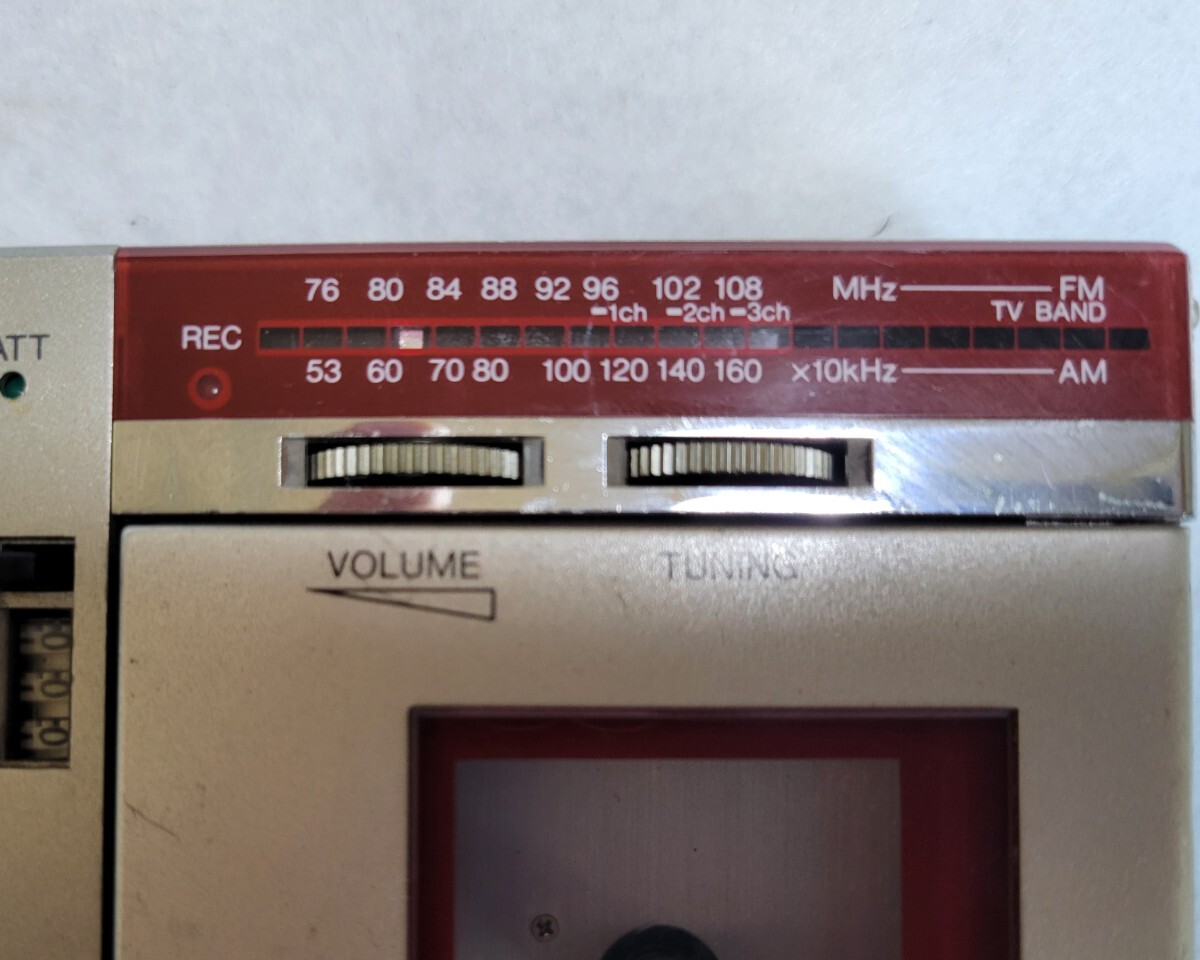 76 80 84 88 92 96 102 108 MHz FM
1ch 2ch 3ch TV BAND
REC
53 60 70 80 100 120 140 160 ×10kHz AM
VOLUME TUNING